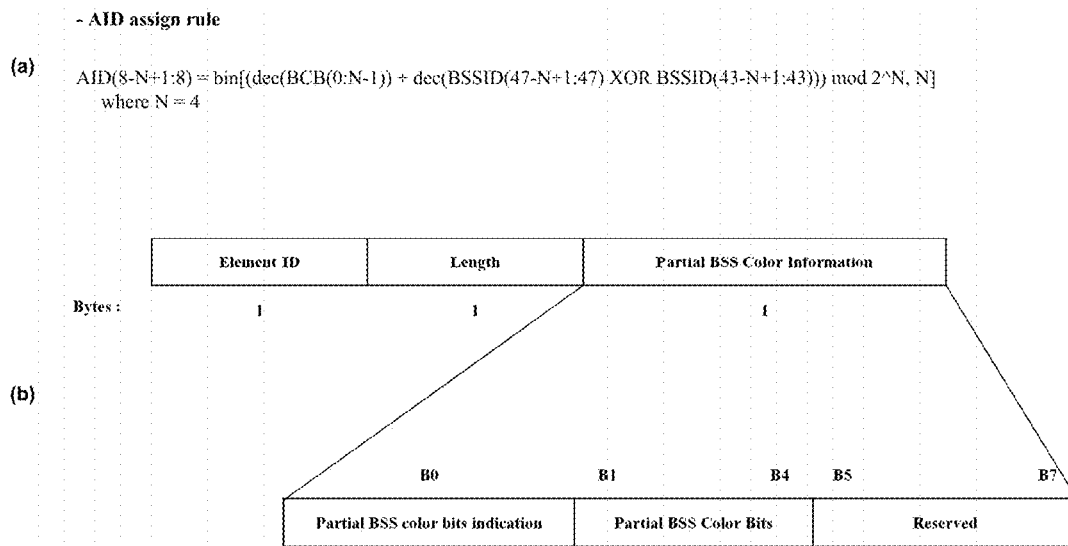 - AID assign rule
(a)
AID(8-N+1:8) = bin[(dec(BCB(0:N-1)) + dec(BSSID(47-N+1:47) XOR BSSID(43-N+1:43))) mod 2^N, N]
where N = 4
Element ID Length Partial BSS Color Information
Bytes : 1 1 1
(b)
B0 B1 B4 B5 B7
Partial BSS color bits indication Partial BSS Color Bits Reserved